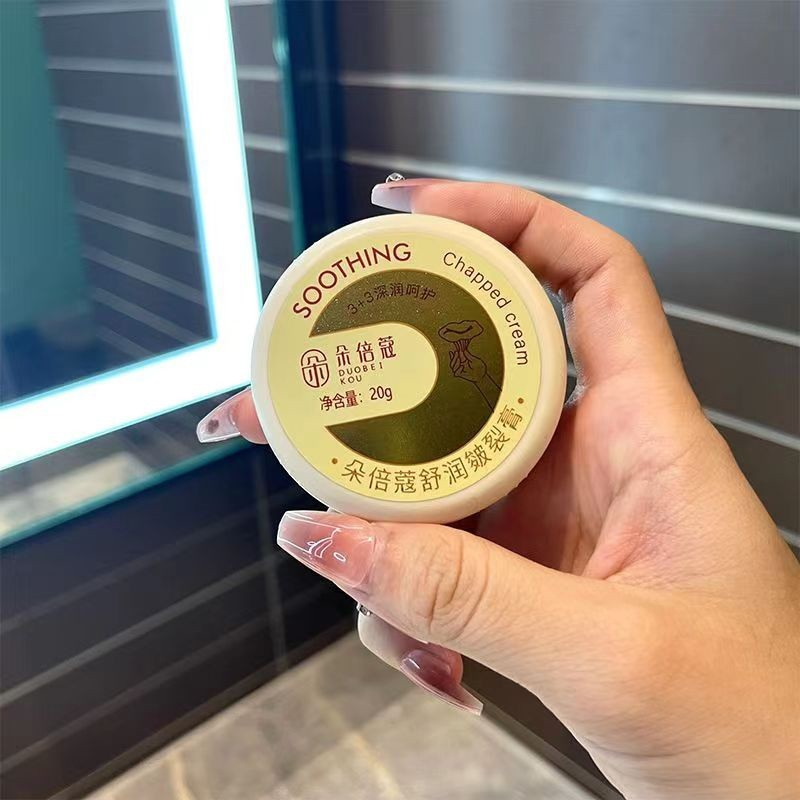 SOOTHING
Chapped cream
3+3深润呵护
朵倍蔻
DUOBEI
KOU
净含量：20g
·朵倍蔻舒润皴裂膏·